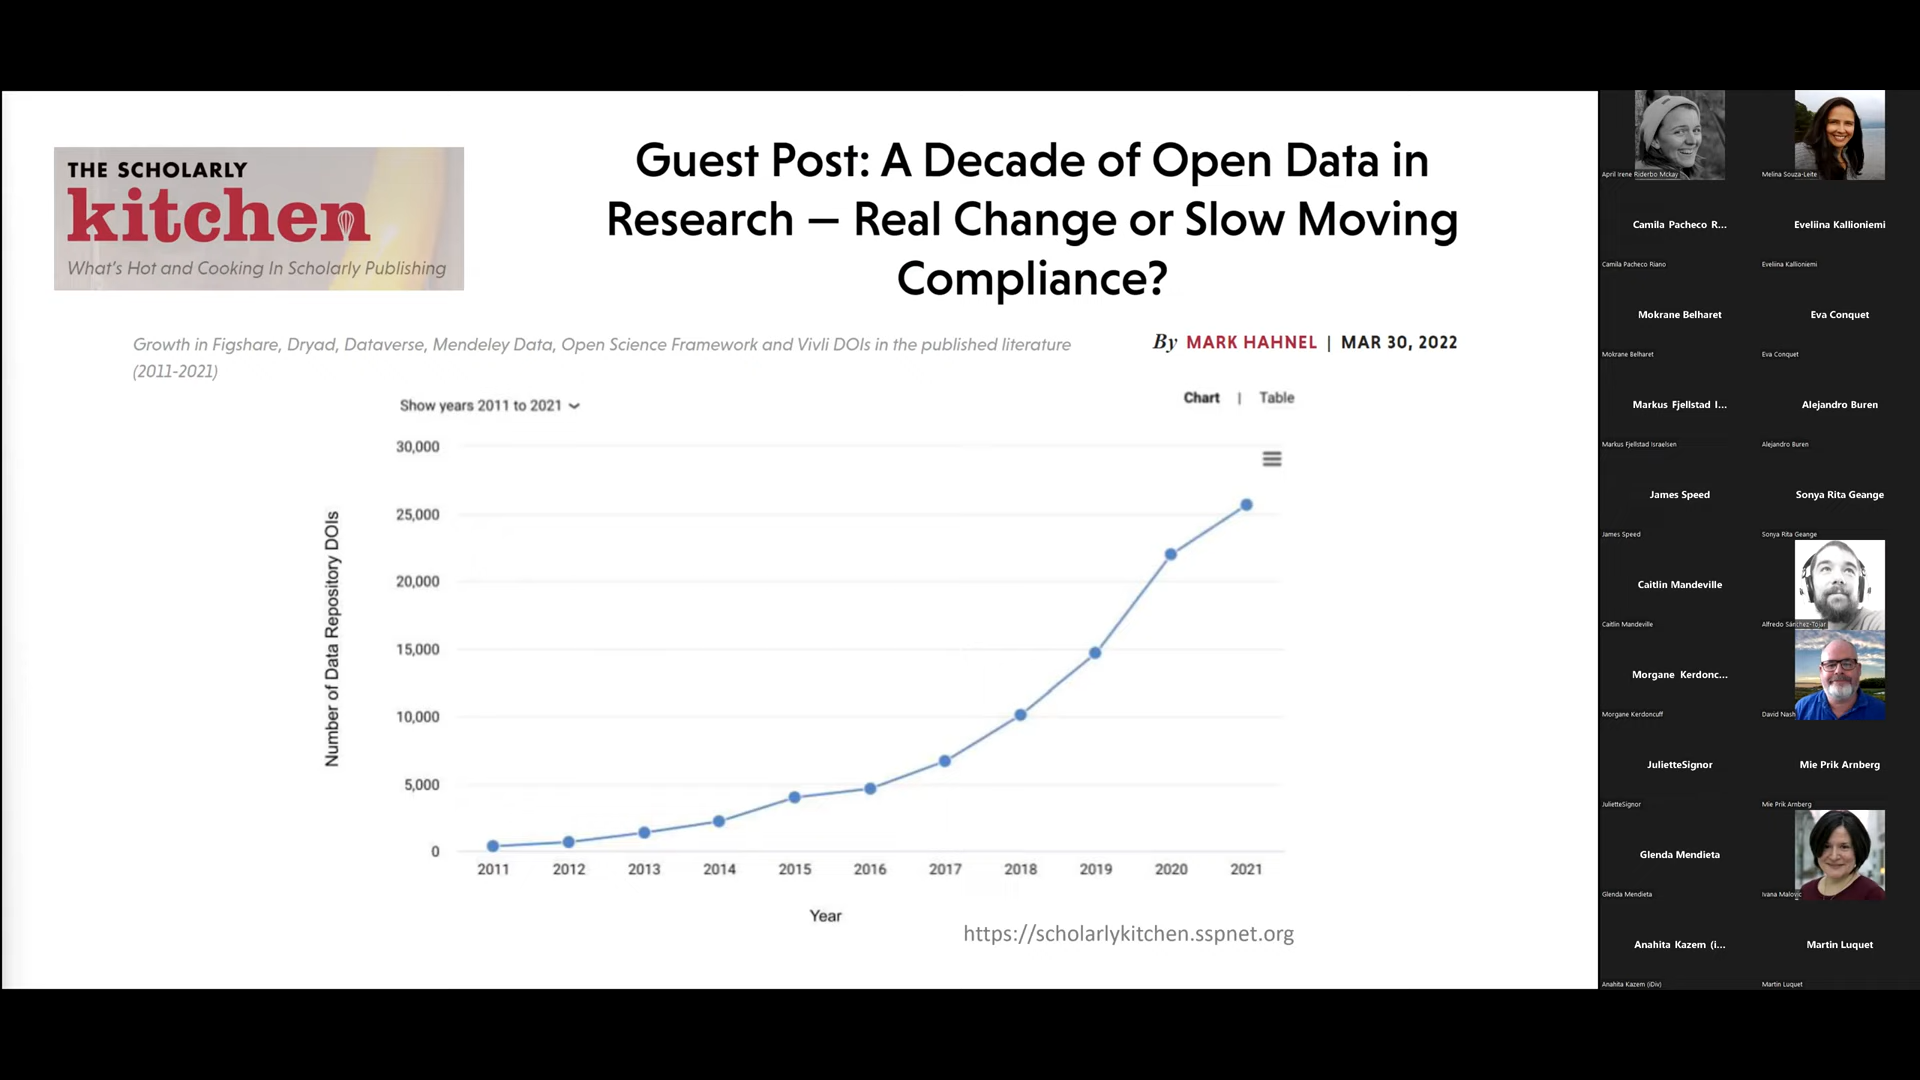 THE SCHOLARLY
kitchen
What's Hot and Cooking In Scholarly Publishing
Guest Post: A Decade of Open Data in
Research — Real Change or Slow Moving
Compliance?
By MARK HAHNEL | MAR 30, 2022
Growth in Figshare, Dryad, Dataverse, Mendeley Data, Open Science Framework and Vivli DOIs in the published literature
(2011-2021)
Show years 2011 to 2021
Chart | Table
30,000
25,000
20,000
15,000
10,000
5,000
0
Number of Data Repository DOIs
2011 2012 2013 2014 2015 2016 2017 2018 2019 2020 2021
Year
https://scholarlykitchen.sspnet.org
April Irene Riderbo Mckay
Melina Souza-Leite
Camila Pacheco R...
Eveliina Kallioniemi
Camila Pacheco Riano
Eveliina Kallioniemi
Mokrane Belharet
Eva Conquet
Mokrane Belharet
Eva Conquet
Markus Fjellstad I...
Alejandro Buren
Markus Fjellstad Israelsen
Alejandro Buren
James Speed
Sonya Rita Geange
James Speed
Sonya Rita Geange
Caitlin Mandeville
Caitlin Mandeville
Alfredo Sánchez-Tojar
Morgane Kerdonc...
Morgane Kerdoncuff
David Nash
JulietteSignor
Mie Prik Arnberg
JulietteSignor
Mie Prik Arnberg
Glenda Mendieta
Glenda Mendieta
Ivana Malovic
Anahita Kazem (i...
Martin Luquet
Anahita Kazem (iDiv)
Martin Luquet